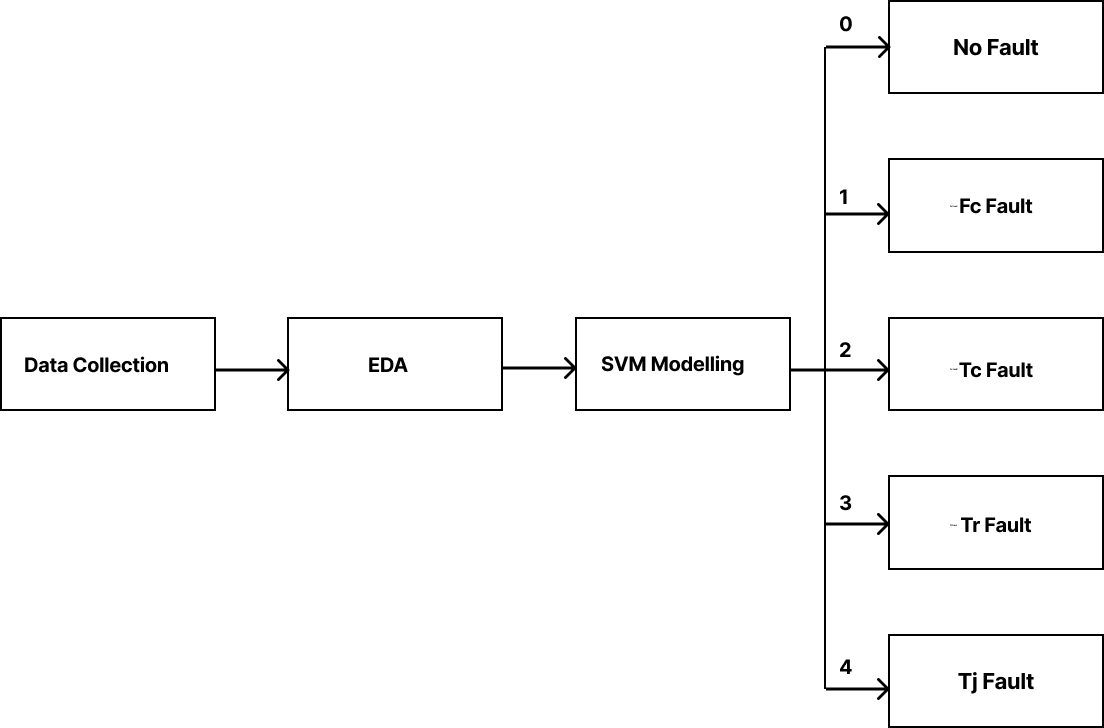 0
No Fault
1
Fc Fault
Data Collection
EDA
SVM Modelling
2
Tc Fault
3
Tr Fault
4
Tj Fault